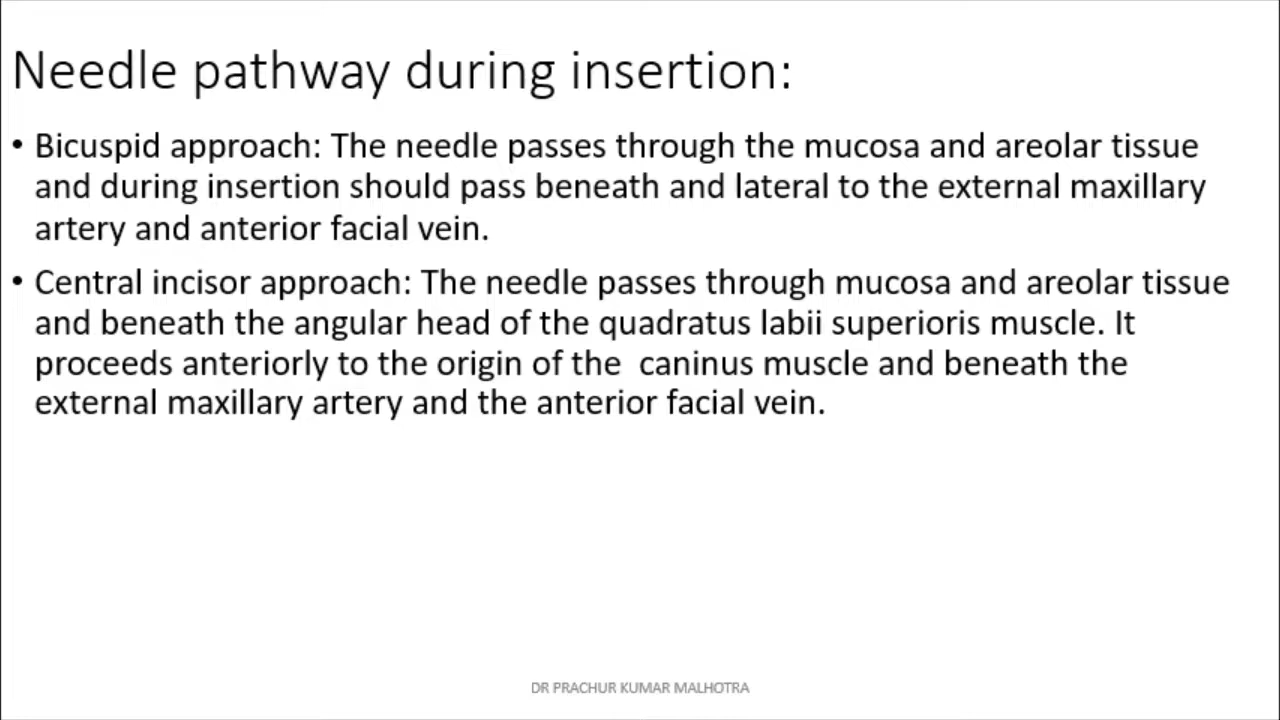 Needle pathway during insertion:
• Bicuspid approach: The needle passes through the mucosa and areolar tissue
and during insertion should pass beneath and lateral to the external maxillary
artery and anterior facial vein.
• Central incisor approach: The needle passes through mucosa and areolar tissue
and beneath the angular head of the quadratus labii superioris muscle. It
proceeds anteriorly to the origin of the  caninus muscle and beneath the
external maxillary artery and the anterior facial vein.
DR PRACHUR KUMAR MALHOTRA